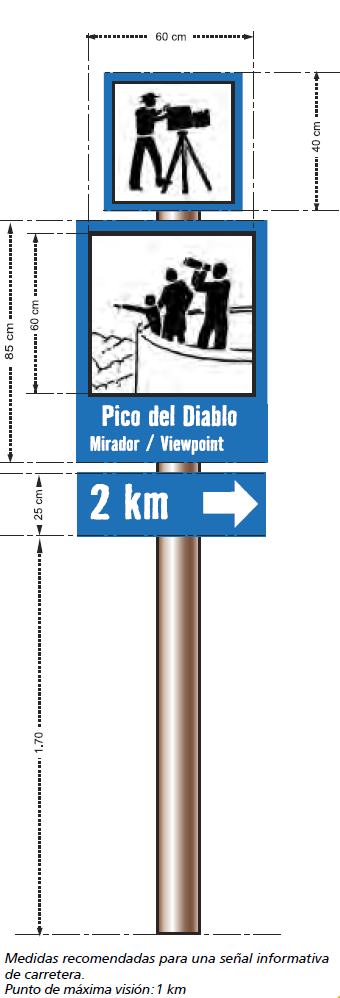 60 cm
40 cm
85 cm
60 cm
Pico del Diablo
Mirador / Viewpoint
2 km
25 cm
1.70
Medidas recomendadas para una señal informativa
de carretera.
Punto de máxima visión: 1 km